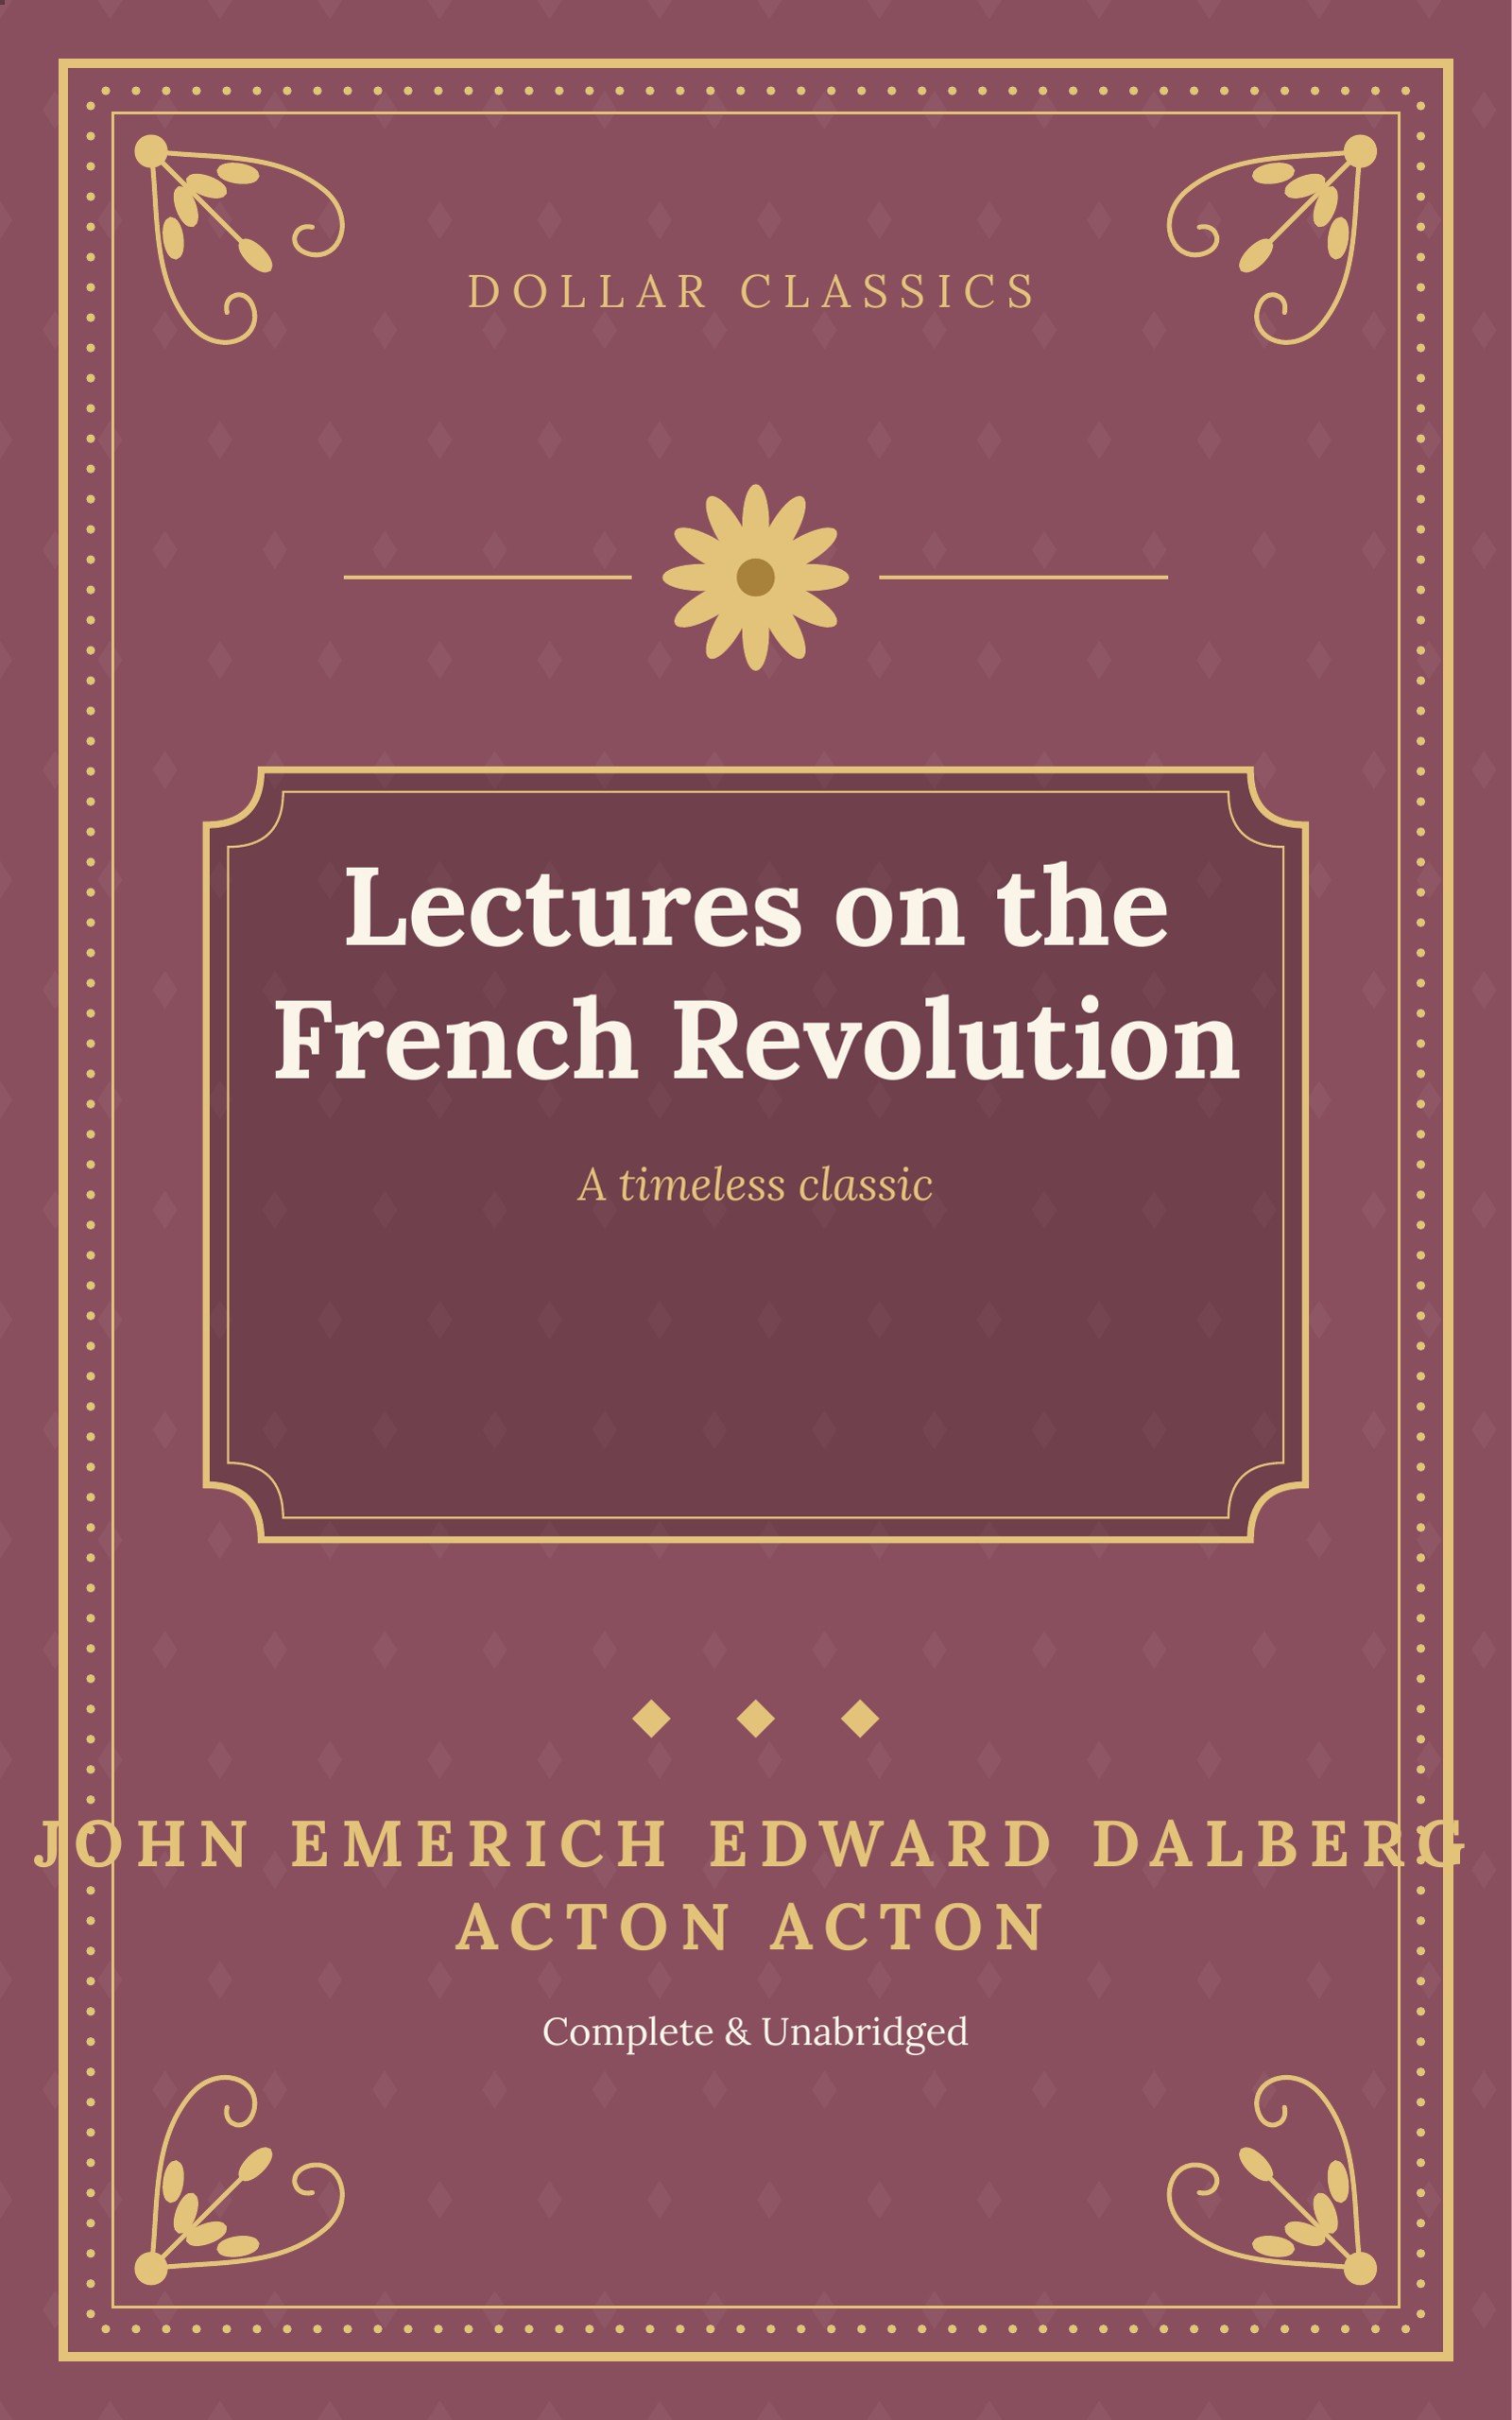 DOLLAR CLASSICS
Lectures on the
French Revolution
A timeless classic
JOHN EMERICH EDWARD DALBERG
ACTON ACTON
Complete & Unabridged